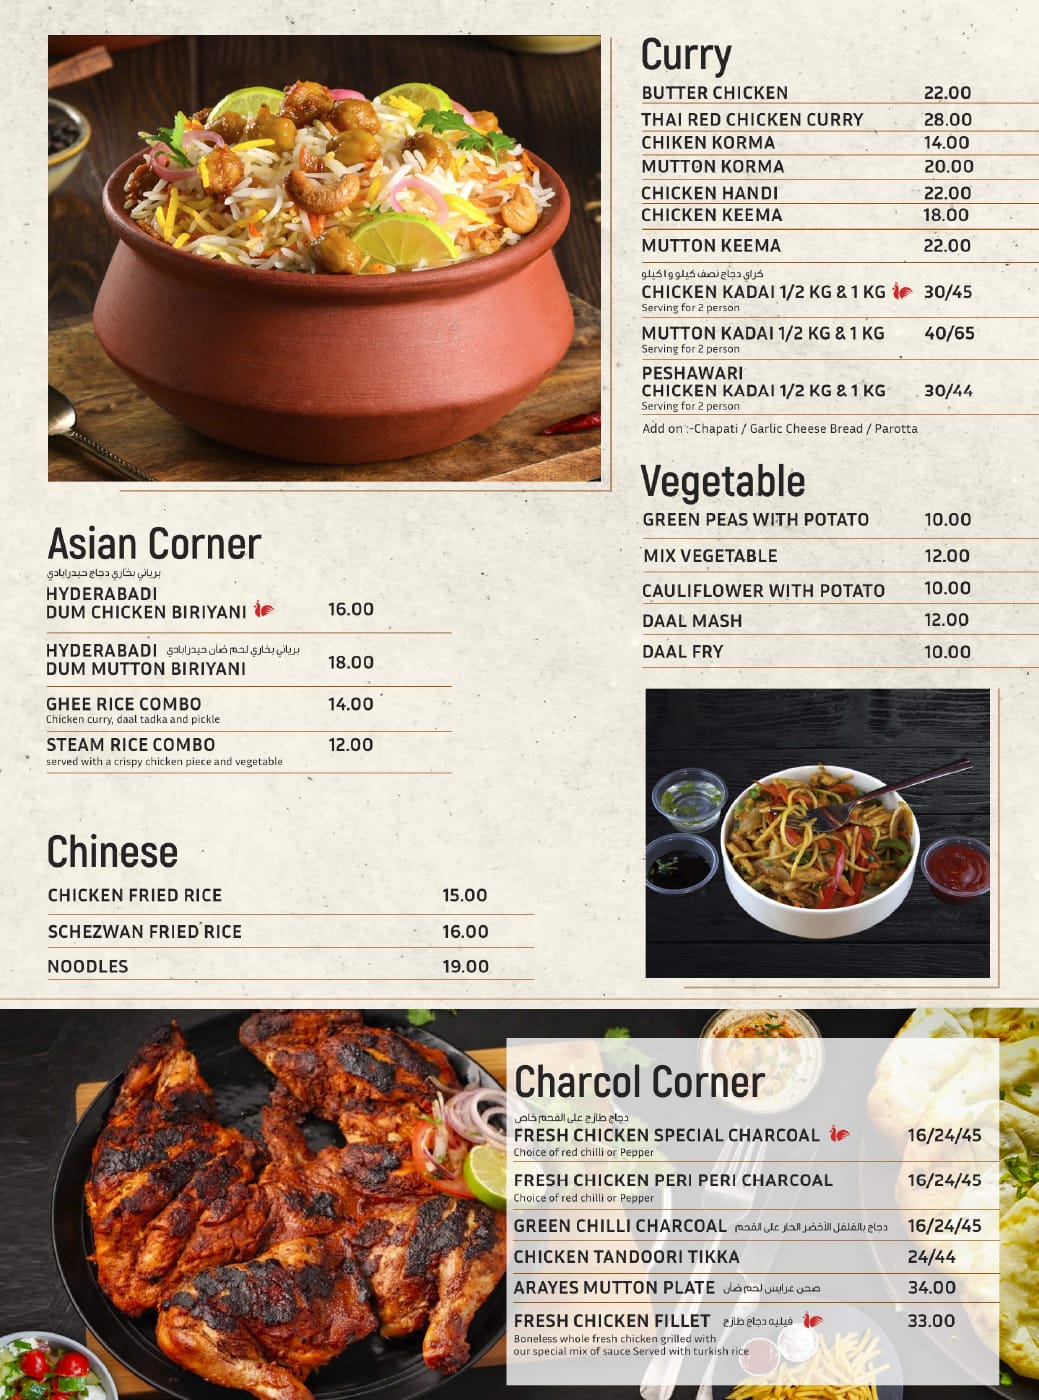 Curry
BUTTER CHICKEN 22.00
THAI RED CHICKEN CURRY 28.00
CHIKEN KORMA 14.00
MUTTON KORMA 20.00
CHICKEN HANDI 22.00
CHICKEN KEEMA 18.00
MUTTON KEEMA 22.00
كراي دجاج نصف كيلو و ا كيلو
CHICKEN KADAI 1/2 KG & 1 KG 30/45
Serving for 2 person
MUTTON KADAI 1/2 KG & 1 KG 40/65
Serving for 2 person
PESHAWARI
CHICKEN KADAI 1/2 KG & 1 KG 30/44
Serving for 2 person
Add on :-Chapati / Garlic Cheese Bread / Parotta
Vegetable
GREEN PEAS WITH POTATO 10.00
MIX VEGETABLE 12.00
CAULIFLOWER WITH POTATO 10.00
DAAL MASH 12.00
DAAL FRY 10.00
Asian Corner
برياني بخاري دجاج حيدرابادي
HYDERABADI
DUM CHICKEN BIRIYANI 16.00
HYDERABADI برياني بخاري لحم ضان حيدرابادي
DUM MUTTON BIRIYANI 18.00
GHEE RICE COMBO 14.00
Chicken curry, daal tadka and pickle
STEAM RICE COMBO 12.00
served with a crispy chicken piece and vegetable
Chinese
CHICKEN FRIED RICE 15.00
SCHEZWAN FRIED RICE 16.00
NOODLES 19.00
Charcol Corner
دجاج طازج على الفحم خاص
FRESH CHICKEN SPECIAL CHARCOAL 16/24/45
Choice of red chilli or Pepper
FRESH CHICKEN PERI PERI CHARCOAL 16/24/45
Choice of red chilli or Pepper
GREEN CHILLI CHARCOAL دجاج بالفلفل الأخضر الحار على الفحم 16/24/45
CHICKEN TANDOORI TIKKA 24/44
ARAYES MUTTON PLATE صحن عرايس لحم ضأن 34.00
FRESH CHICKEN FILLET فيليه دجاج طازج 33.00
Boneless whole fresh chicken grilled with
our special mix of sauce Served with turkish rice